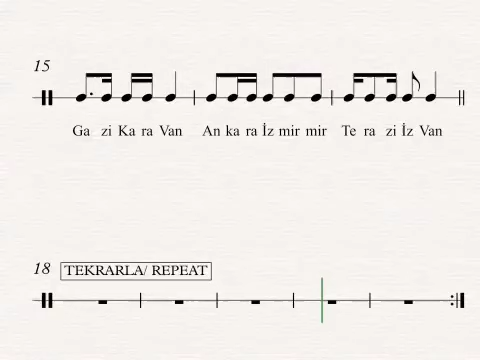 15
Ga zi Ka ra Van An ka ra İz mir mir Te ra zi İz Van
18 TEKRARLA/ REPEAT